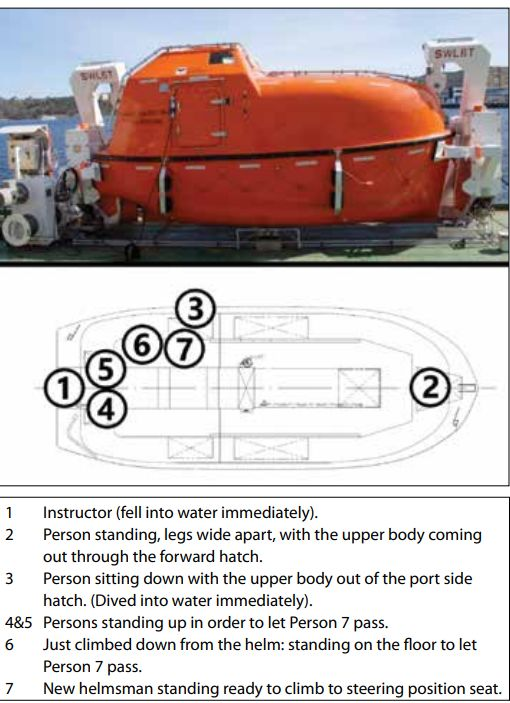 SWL6T
SWL6T
3
6
7
5
1
2
4
1 Instructor (fell into water immediately).
2 Person standing, legs wide apart, with the upper body coming
out through the forward hatch.
3 Person sitting down with the upper body out of the port side
hatch. (Dived into water immediately).
4&5 Persons standing up in order to let Person 7 pass.
6 Just climbed down from the helm: standing on the floor to let
Person 7 pass.
7 New helmsman standing ready to climb to steering position seat.